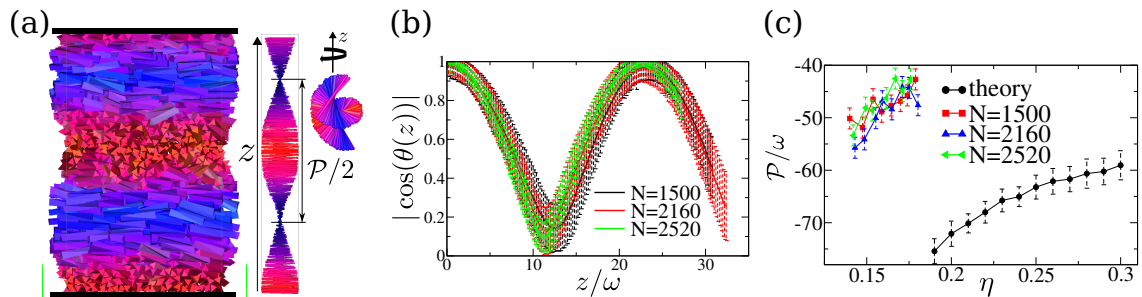 (a)
z
z
𝒫/2
(b)
|cos(θ(z))|
1
0.8
0.6
0.4
0.2
0
0
10
20
30
z/ω
N=1500
N=2160
N=2520
(c)
𝒫/ω
-40
-50
-60
-70
0.15
0.2
0.25
0.3
η
theory
N=1500
N=2160
N=2520